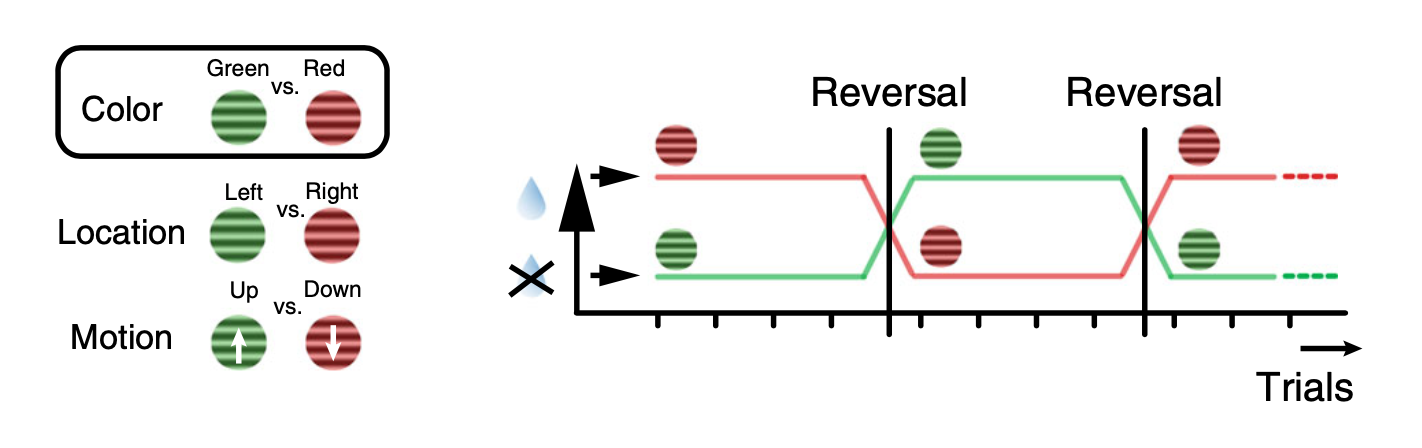 Green vs. Red
Color
Left vs. Right
Location
Up vs. Down
Motion
Reversal
Reversal
Trials